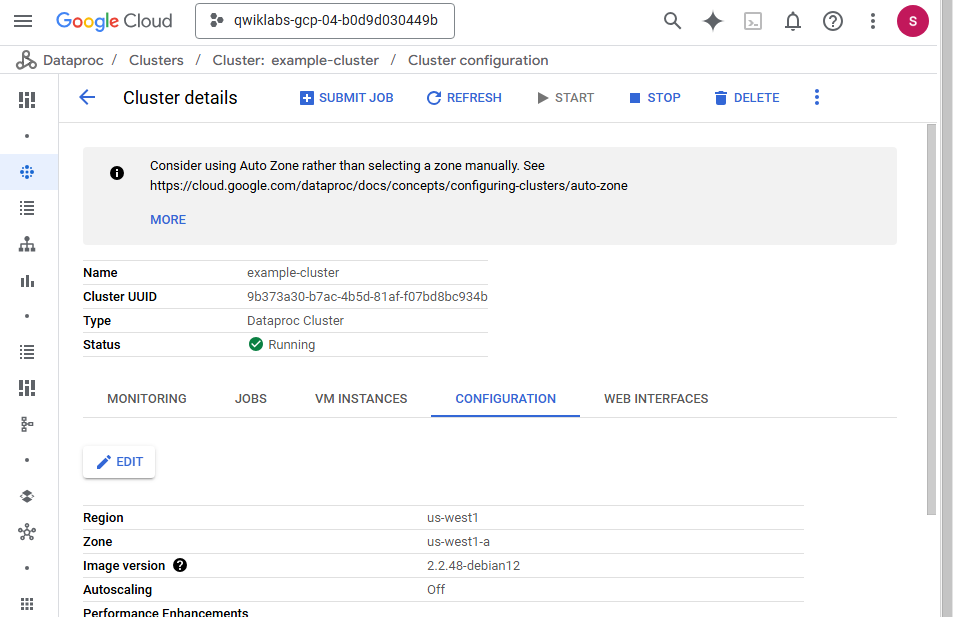 Google Cloud
qwiklabs-gcp-04-b0d9d030449b
S
Dataproc / Clusters / Cluster: example-cluster / Cluster configuration
Cluster details
SUBMIT JOB
REFRESH
START
STOP
DELETE
Consider using Auto Zone rather than selecting a zone manually. See
https://cloud.google.com/dataproc/docs/concepts/configuring-clusters/auto-zone
MORE
Name example-cluster
Cluster UUID 9b373a30-b7ac-4b5d-81af-f07bd8bc934b
Type Dataproc Cluster
Status Running
MONITORING JOBS VM INSTANCES CONFIGURATION WEB INTERFACES
EDIT
Region us-west1
Zone us-west1-a
Image version 2.2.48-debian12
Autoscaling Off
Performance Enhancements